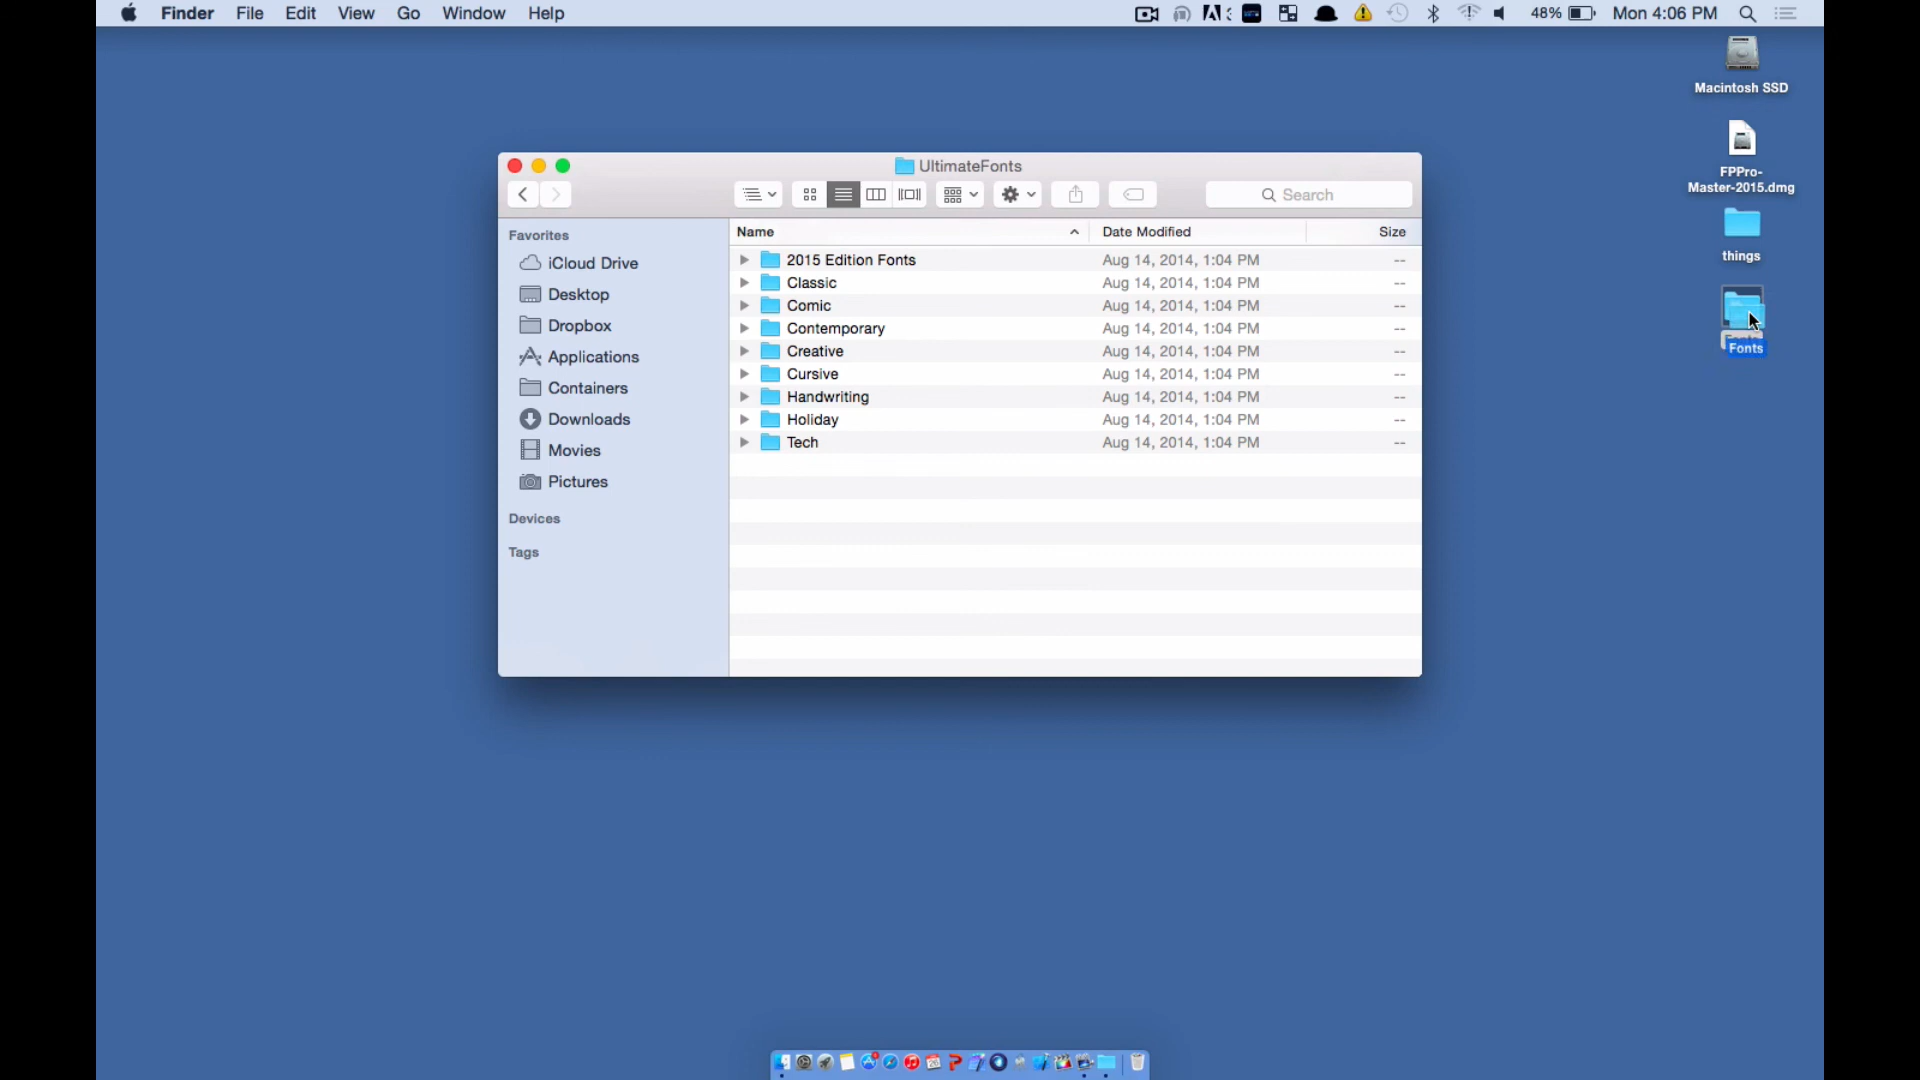 Finder File Edit View Go Window Help
48% Mon 4:06 PM
Macintosh SSD
FPPro-
Master-2015.dmg
things
Fonts
UltimateFonts
Search
Favorites
iCloud Drive
Desktop
Dropbox
Applications
Containers
Downloads
Movies
Pictures
Devices
Tags
Name Date Modified Size
2015 Edition Fonts Aug 14, 2014, 1:04 PM --
Classic Aug 14, 2014, 1:04 PM --
Comic Aug 14, 2014, 1:04 PM --
Contemporary Aug 14, 2014, 1:04 PM --
Creative Aug 14, 2014, 1:04 PM --
Cursive Aug 14, 2014, 1:04 PM --
Handwriting Aug 14, 2014, 1:04 PM --
Holiday Aug 14, 2014, 1:04 PM --
Tech Aug 14, 2014, 1:04 PM --